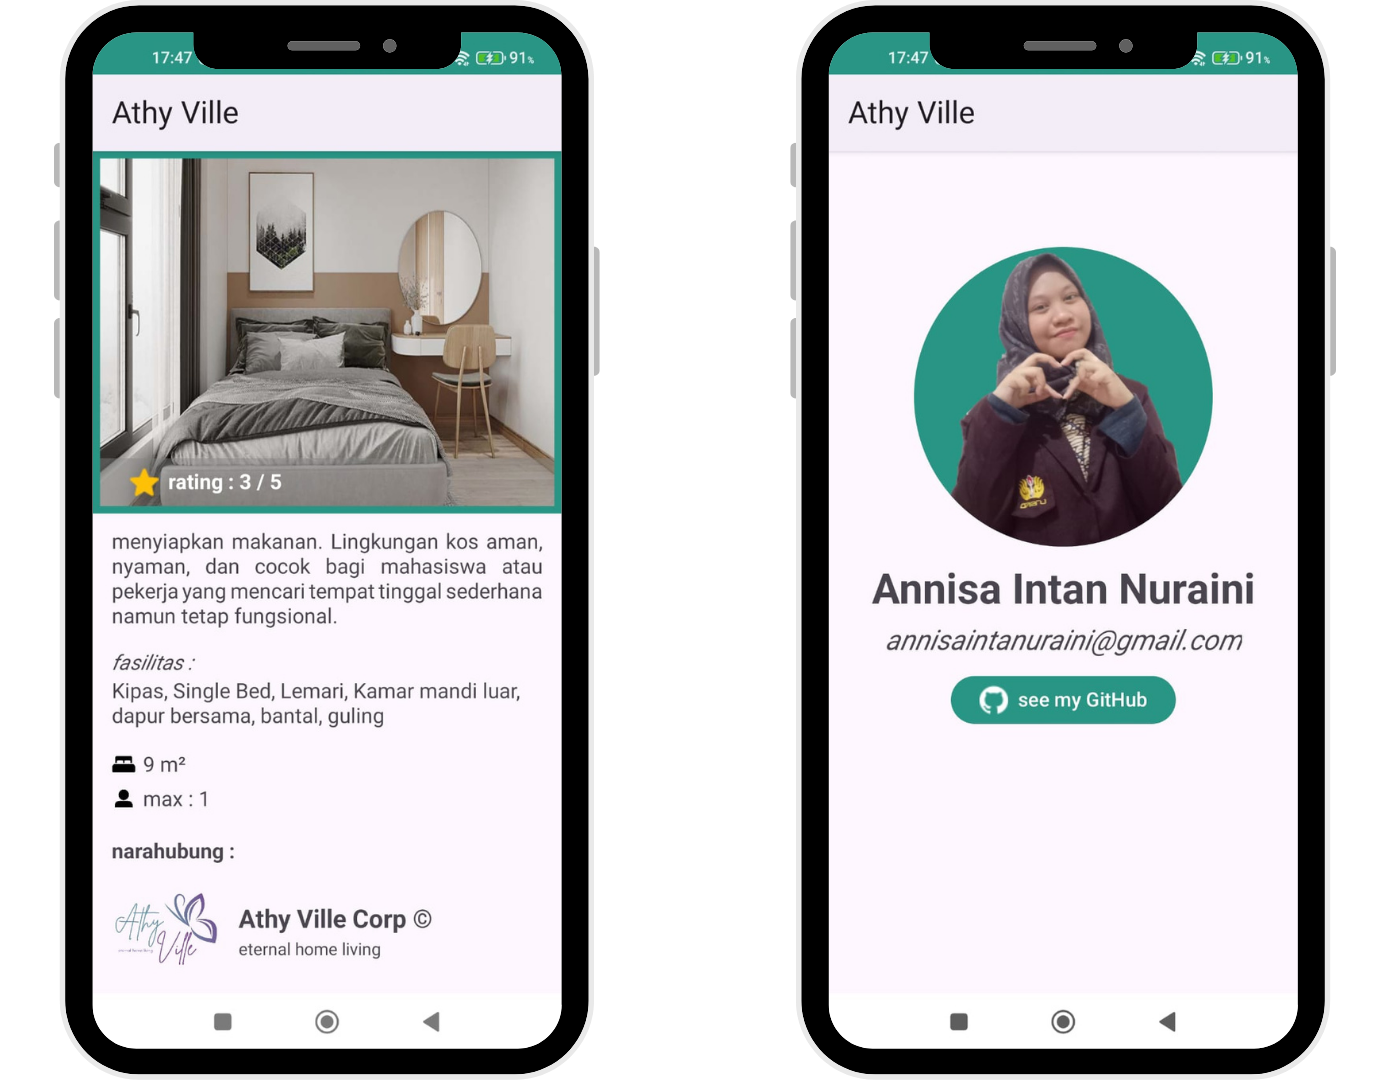 17:47
91%
Athy Ville
rating : 3 / 5
menyiapkan makanan. Lingkungan kos aman,
nyaman, dan cocok bagi mahasiswa atau
pekerja yang mencari tempat tinggal sederhana
namun tetap fungsional.
fasilitas :
Kipas, Single Bed, Lemari, Kamar mandi luar,
dapur bersama, bantal, guling
9 m²
max : 1
narahubung :
Athy
Ville
Athy Ville Corp ©
eternal home living
17:47
91%
Athy Ville
Annisa Intan Nuraini
annisaintanuraini@gmail.com
see my GitHub